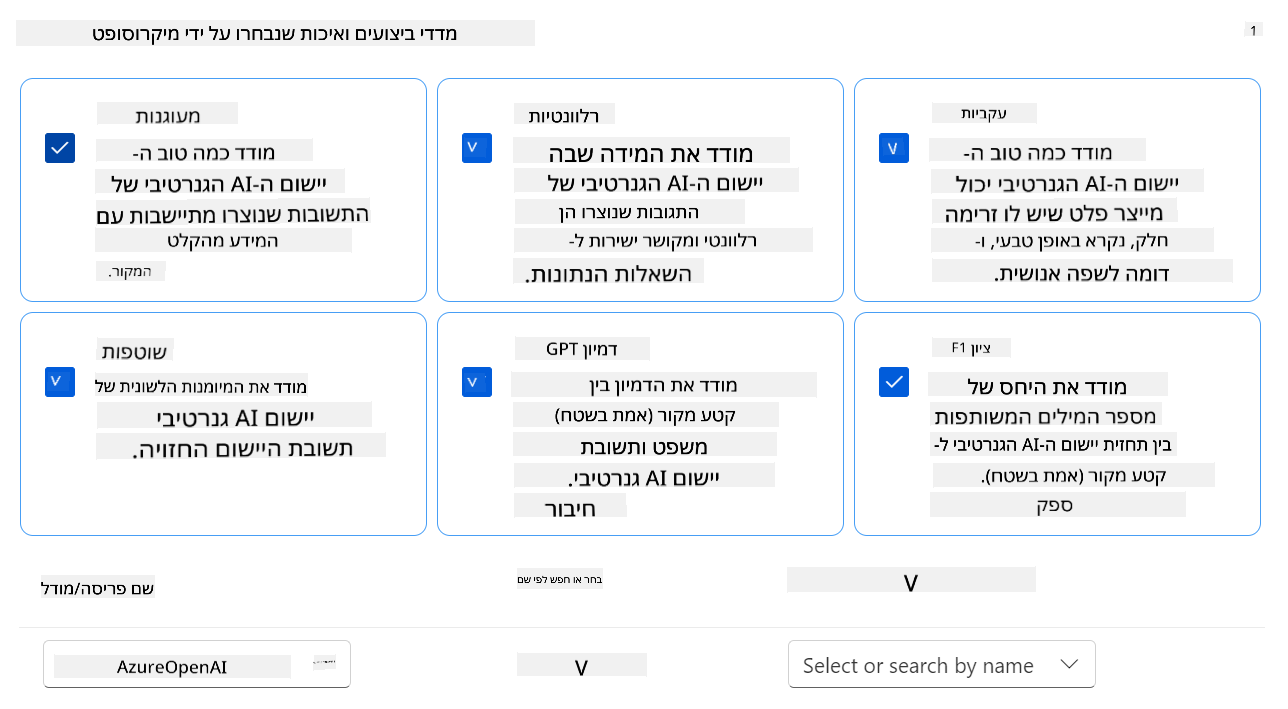 מדדי ביצועים ואיכות שנבחרו על ידי מיקרוסופט
1
מעוגנות
מודד כמה טוב ה-
יישום ה-AI הגנרטיבי של
התשובות שנוצרו מתיישבות עם
המידע מהקלט
המקור.
רלוונטיות
מודד את המידה שבה
יישום ה-AI הגנרטיבי של
התגובות שנוצרו הן
רלוונטי ומקושר ישירות ל-
השאלות הנתונות.
עקביות
מודד כמה טוב ה-
יישום ה-AI הגנרטיבי יכול
מייצר פלט שיש לו זרימה
חלק, נקרא באופן טבעי, ו-
דומה לשפה אנושית.
שוטפות
מודד את המיומנות הלשונית של
יישום AI גנרטיבי
תשובת היישום החזויה.
דמיון GPT
מודד את הדמיון בין
קטע מקור (אמת בשטח)
משפט ותשובת
יישום AI גנרטיבי.
חיבור
ציון F1
מודד את היחס של
מספר המילים המשותפות
בין תחזית יישום ה-AI הגנרטיבי ל-
קטע מקור (אמת בשטח).
ספק
שם פריסה/מודל
בחר או חפש לפי שם
V
AzureOpenAI
V
Select or search by name